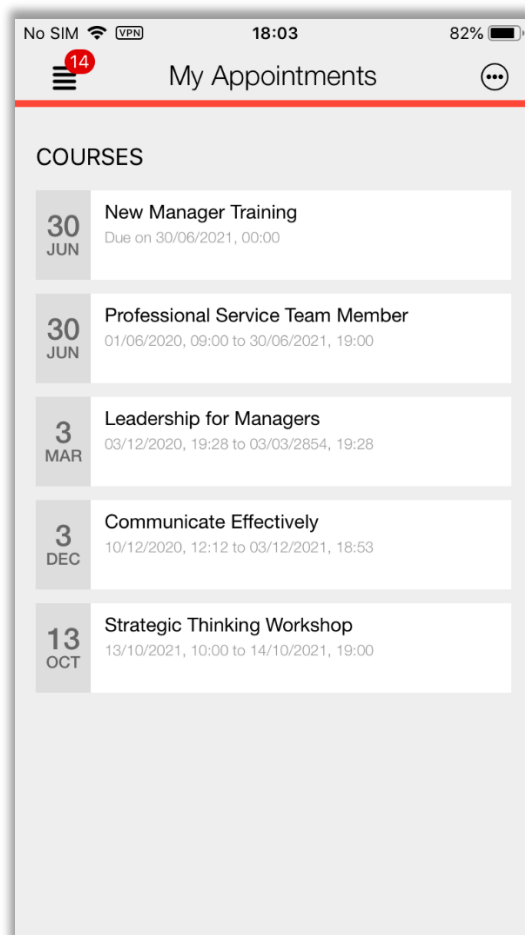 No SIM VPN 18:03 82%
14
My Appointments
COURSES
30
JUN
New Manager Training
Due on 30/06/2021, 00:00
30
JUN
Professional Service Team Member
01/06/2020, 09:00 to 30/06/2021, 19:00
3
MAR
Leadership for Managers
03/12/2020, 19:28 to 03/03/2854, 19:28
3
DEC
Communicate Effectively
10/12/2020, 12:12 to 03/12/2021, 18:53
13
OCT
Strategic Thinking Workshop
13/10/2021, 10:00 to 14/10/2021, 19:00